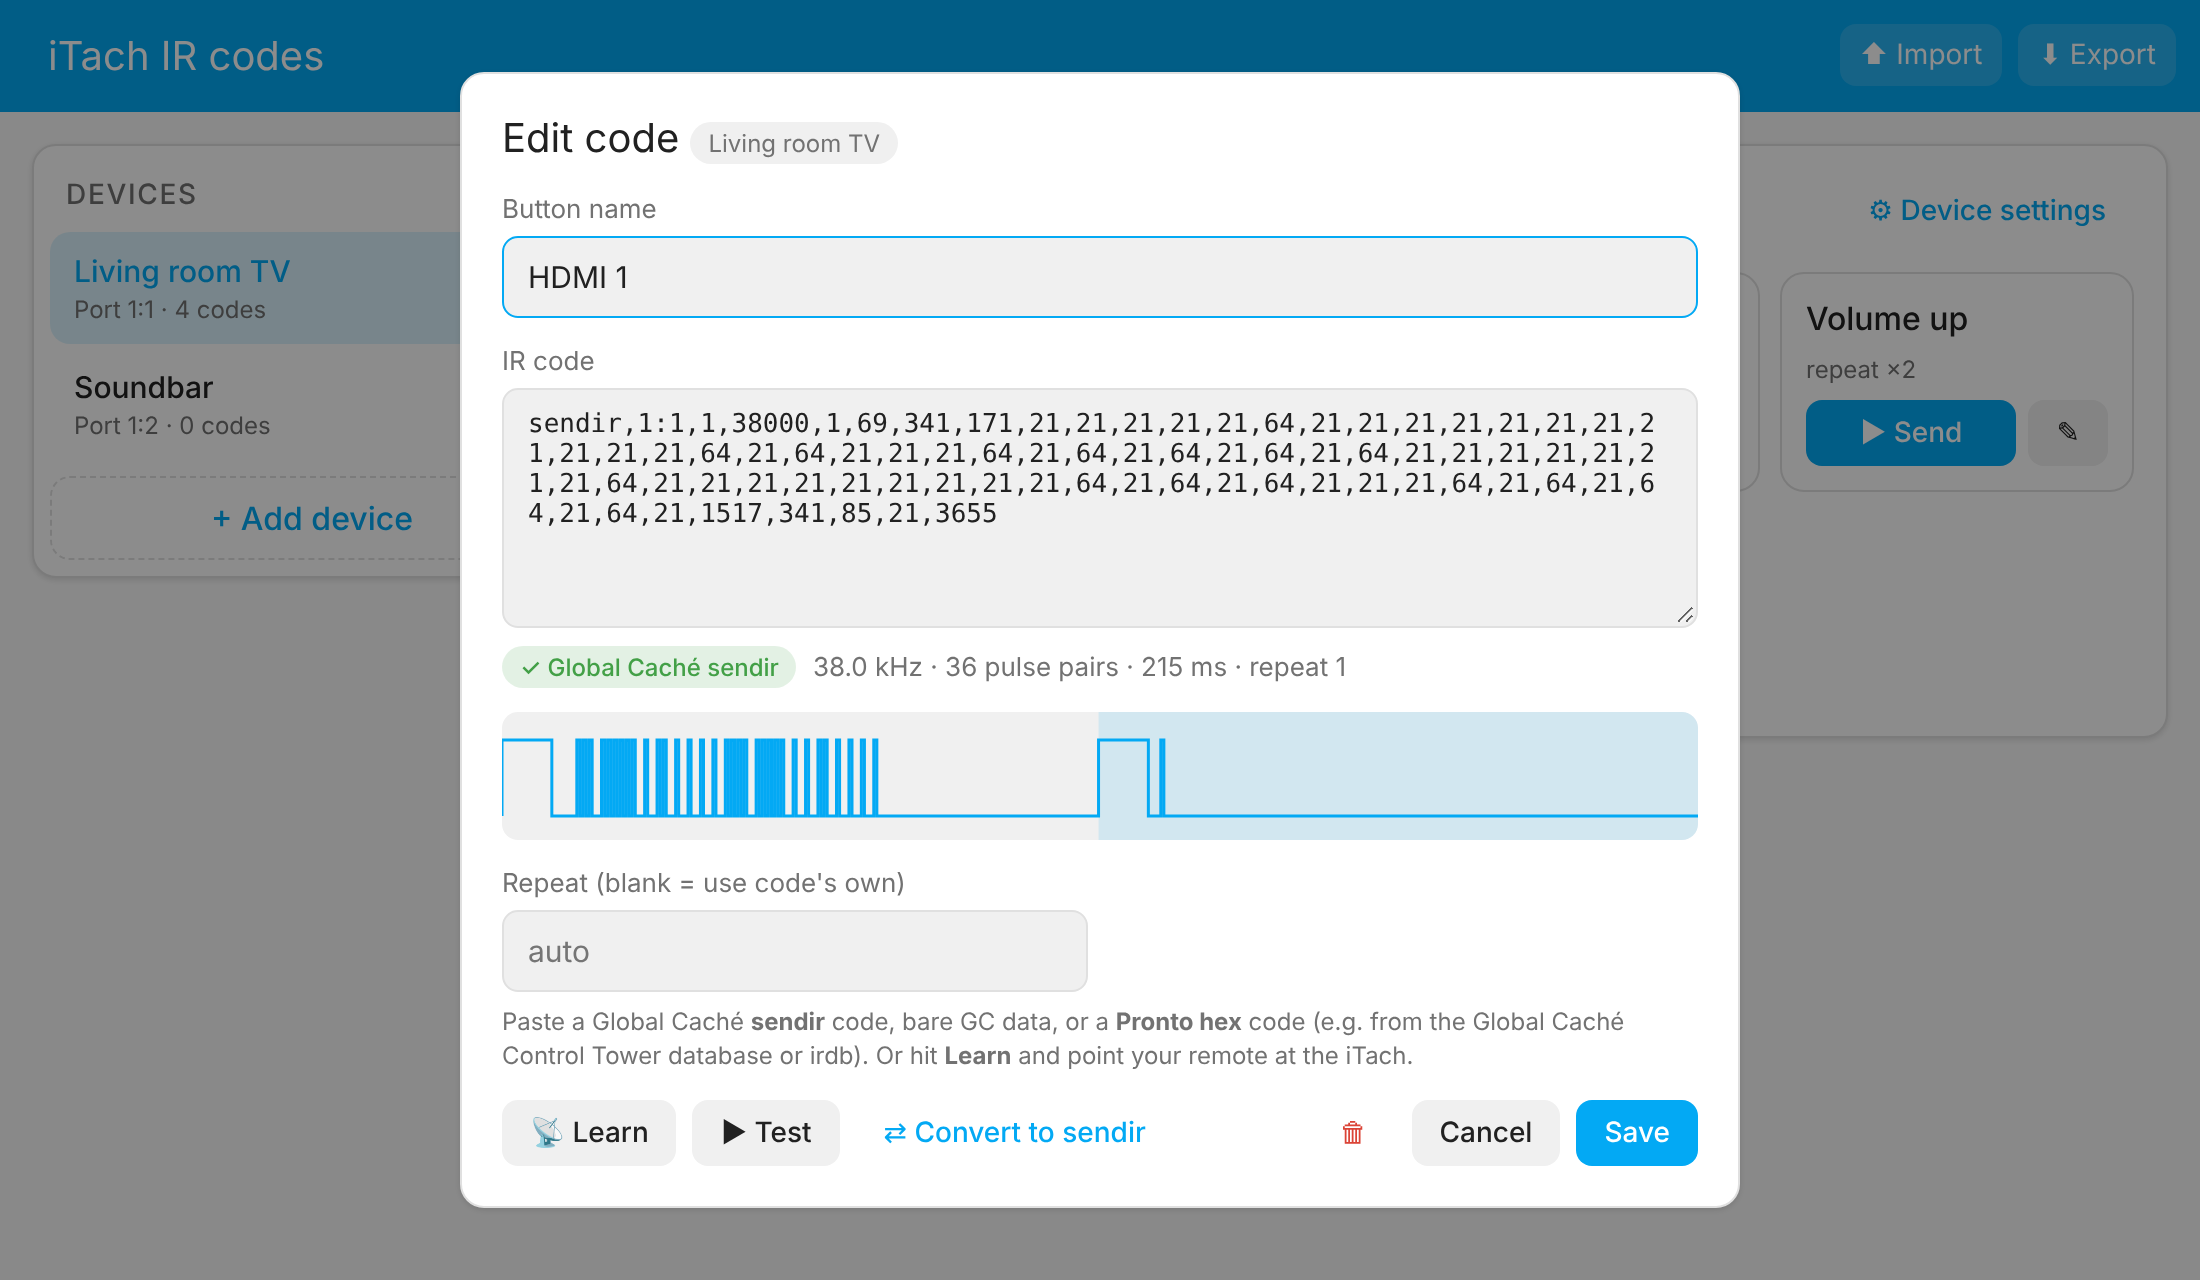 iTach IR codes
Import
Export
DEVICES
Living room TV
Port 1:1 · 4 codes
Soundbar
Port 1:2 · 0 codes
+ Add device
Device settings
Volume up
repeat ×2
Send
Edit code
Living room TV
Button name
HDMI 1
IR code
sendir,1:1,1,38000,1,69,341,171,21,21,21,21,21,64,21,21,21,21,21,21,21,2
1,21,21,21,64,21,64,21,21,21,64,21,64,21,64,21,64,21,64,21,21,21,21,21,2
1,21,64,21,21,21,21,21,21,21,21,21,64,21,64,21,64,21,21,21,64,21,64,21,6
4,21,64,21,1517,341,85,21,3655
✓ Global Caché sendir
38.0 kHz · 36 pulse pairs · 215 ms · repeat 1
Repeat (blank = use code's own)
auto
Paste a Global Caché sendir code, bare GC data, or a Pronto hex code (e.g. from the Global Caché
Control Tower database or irdb). Or hit Learn and point your remote at the iTach.
Learn
Test
Convert to sendir
Cancel
Save